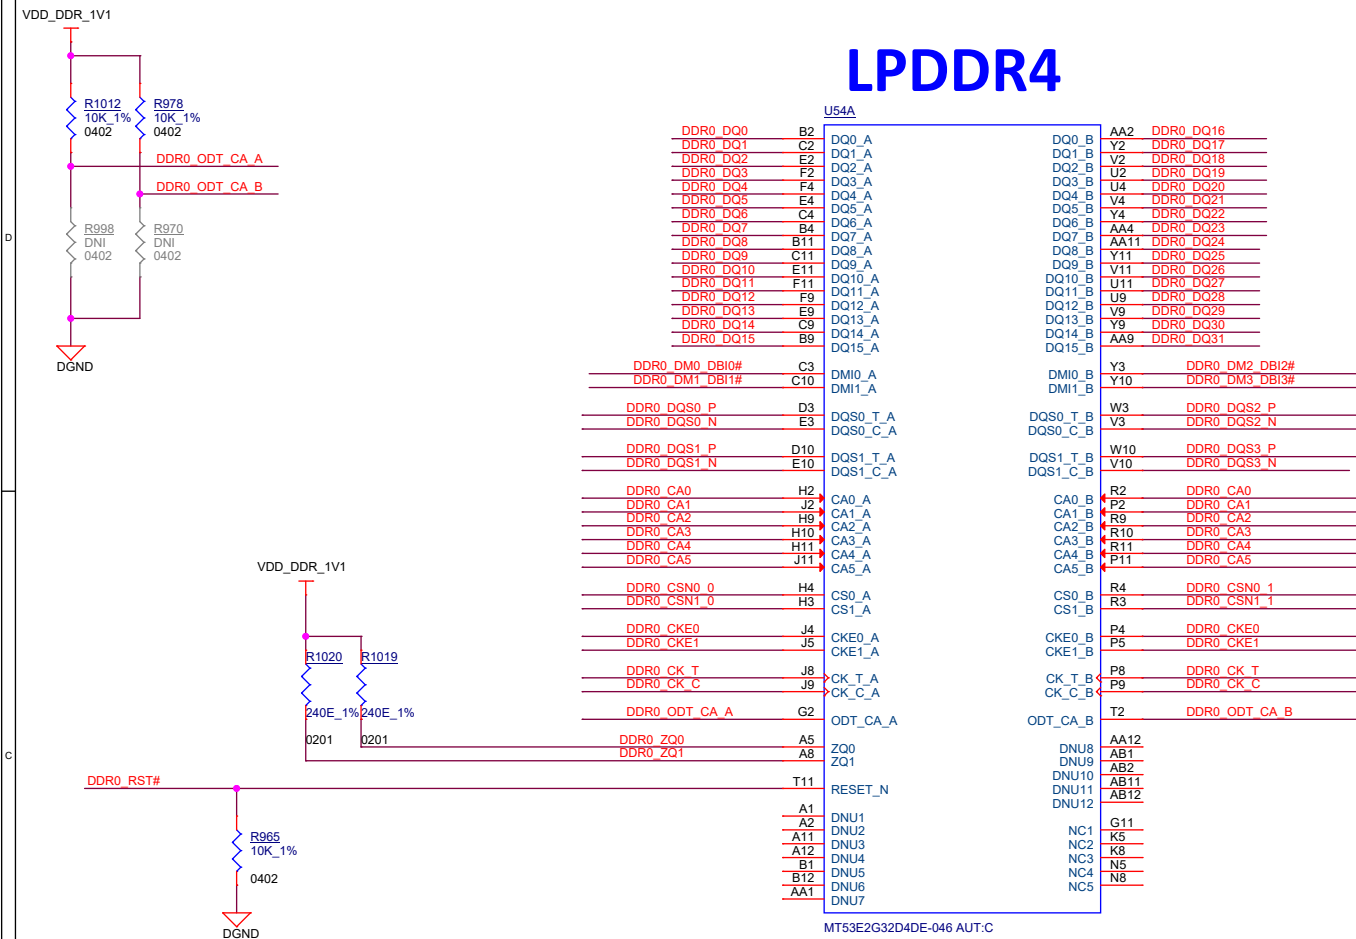 VDD_DDR_1V1
LPDDR4
R1012
10K_1%
0402
R978
10K_1%
0402
DDR0_ODT_CA_A
DDR0_ODT_CA_B
R998
DNI
0402
R970
DNI
0402
DGND
D
C
VDD_DDR_1V1
R1020
R1019
240E_1%
240E_1%
0201
0201
DDR0_RST#
R965
10K_1%
0402
DGND
U54A
DDR0_DQ0 B2 DQ0_A DQ0_B AA2 DDR0_DQ16
DDR0_DQ1 C2 DQ1_A DQ1_B Y2 DDR0_DQ17
DDR0_DQ2 E2 DQ2_A DQ2_B V2 DDR0_DQ18
DDR0_DQ3 F2 DQ3_A DQ3_B U2 DDR0_DQ19
DDR0_DQ4 F4 DQ4_A DQ4_B U4 DDR0_DQ20
DDR0_DQ5 E4 DQ5_A DQ5_B V4 DDR0_DQ21
DDR0_DQ6 C4 DQ6_A DQ6_B Y4 DDR0_DQ22
DDR0_DQ7 B4 DQ7_A DQ7_B AA4 DDR0_DQ23
DDR0_DQ8 B11 DQ8_A DQ8_B AA11 DDR0_DQ24
DDR0_DQ9 C11 DQ9_A DQ9_B Y11 DDR0_DQ25
DDR0_DQ10 E11 DQ10_A DQ10_B V11 DDR0_DQ26
DDR0_DQ11 F11 DQ11_A DQ11_B U11 DDR0_DQ27
DDR0_DQ12 F9 DQ12_A DQ12_B U9 DDR0_DQ28
DDR0_DQ13 E9 DQ13_A DQ13_B V9 DDR0_DQ29
DDR0_DQ14 C9 DQ14_A DQ14_B Y9 DDR0_DQ30
DDR0_DQ15 B9 DQ15_A DQ15_B AA9 DDR0_DQ31
DDR0_DM0_DBI0# C3 DMI0_A DMI0_B Y3 DDR0_DM2_DBI2#
DDR0_DM1_DBI1# C10 DMI1_A DMI1_B Y10 DDR0_DM3_DBI3#
DDR0_DQS0_P D3 DQS0_T_A DQS0_T_B W3 DDR0_DQS2_P
DDR0_DQS0_N E3 DQS0_C_A DQS0_C_B V3 DDR0_DQS2_N
DDR0_DQS1_P D10 DQS1_T_A DQS1_T_B W10 DDR0_DQS3_P
DDR0_DQS1_N E10 DQS1_C_A DQS1_C_B V10 DDR0_DQS3_N
DDR0_CA0 H2 CA0_A CA0_B R2 DDR0_CA0
DDR0_CA1 J2 CA1_A CA1_B P2 DDR0_CA1
DDR0_CA2 H9 CA2_A CA2_B R9 DDR0_CA2
DDR0_CA3 H10 CA3_A CA3_B R10 DDR0_CA3
DDR0_CA4 H11 CA4_A CA4_B R11 DDR0_CA4
DDR0_CA5 J11 CA5_A CA5_B P11 DDR0_CA5
DDR0_CSN0_0 H4 CS0_A CS0_B R4 DDR0_CSN0_1
DDR0_CSN1_0 H3 CS1_A CS1_B R3 DDR0_CSN1_1
DDR0_CKE0 J4 CKE0_A CKE0_B P4 DDR0_CKE0
DDR0_CKE1 J5 CKE1_A CKE1_B P5 DDR0_CKE1
DDR0_CK_T J8 CK_T_A CK_T_B P8 DDR0_CK_T
DDR0_CK_C J9 CK_C_A CK_C_B P9 DDR0_CK_C
DDR0_ODT_CA_A G2 ODT_CA_A ODT_CA_B T2 DDR0_ODT_CA_B
DDR0_ZQ0 A5 ZQ0 DNU8 AA12
DDR0_ZQ1 A8 ZQ1 DNU9 AB1
DNU10 AB2
T11 RESET_N DNU11 AB11
DNU12 AB12
A1 DNU1
A2 DNU2 NC1 G11
A11 DNU3 NC2 K5
A12 DNU4 NC3 K8
B1 DNU5 NC4 N5
B12 DNU6 NC5 N8
AA1 DNU7
MT53E2G32D4DE-046 AUT:C